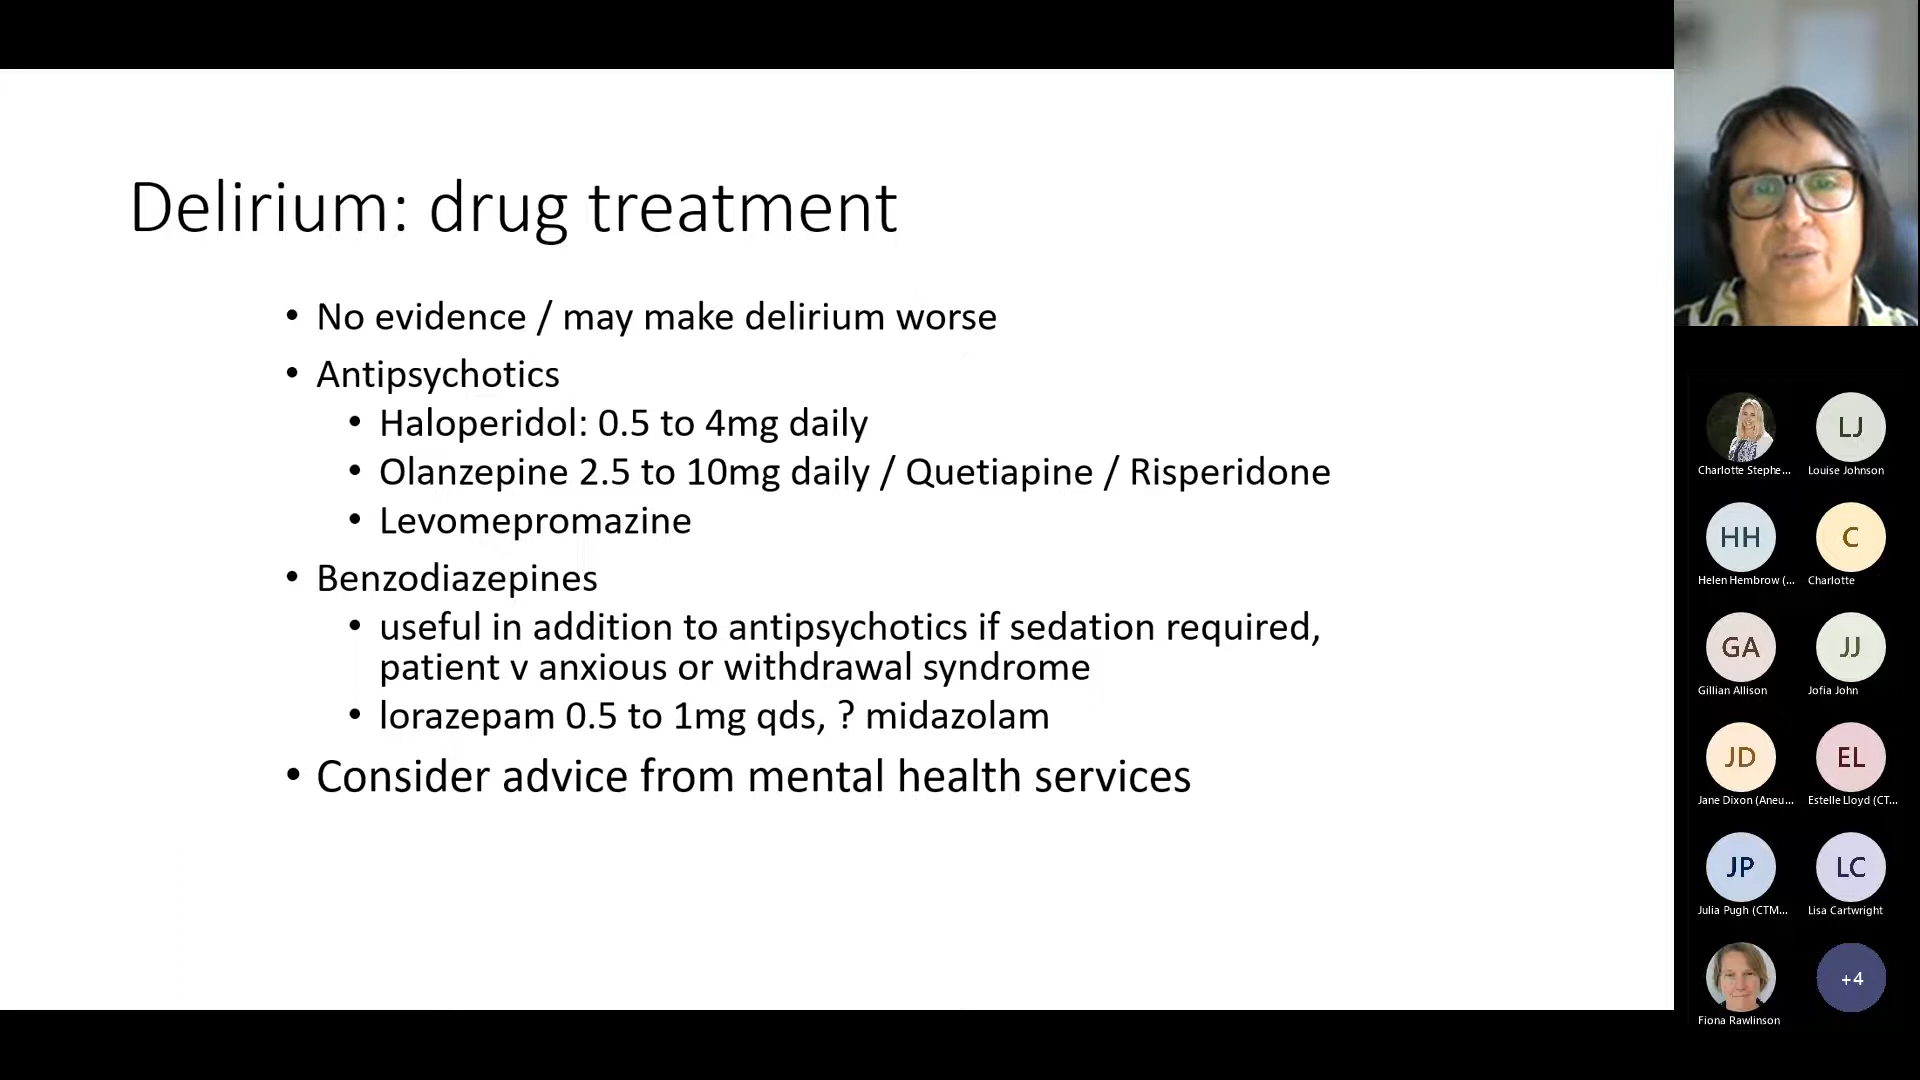 Delirium: drug treatment
• No evidence / may make delirium worse
• Antipsychotics
• Haloperidol: 0.5 to 4mg daily
• Olanzepine 2.5 to 10mg daily / Quetiapine / Risperidone
• Levomepromazine
• Benzodiazepines
• useful in addition to antipsychotics if sedation required,
patient v anxious or withdrawal syndrome
• lorazepam 0.5 to 1mg qds, ? midazolam
• Consider advice from mental health services
Charlotte Stephe...
LJ
Louise Johnson
HH
Helen Hembrow (...
C
Charlotte
GA
Gillian Allison
JJ
Jofia John
JD
Jane Dixon (Aneu...
EL
Estelle Lloyd (CT...
JP
Julia Pugh (CTM...
LC
Lisa Cartwright
Fiona Rawlinson
+4